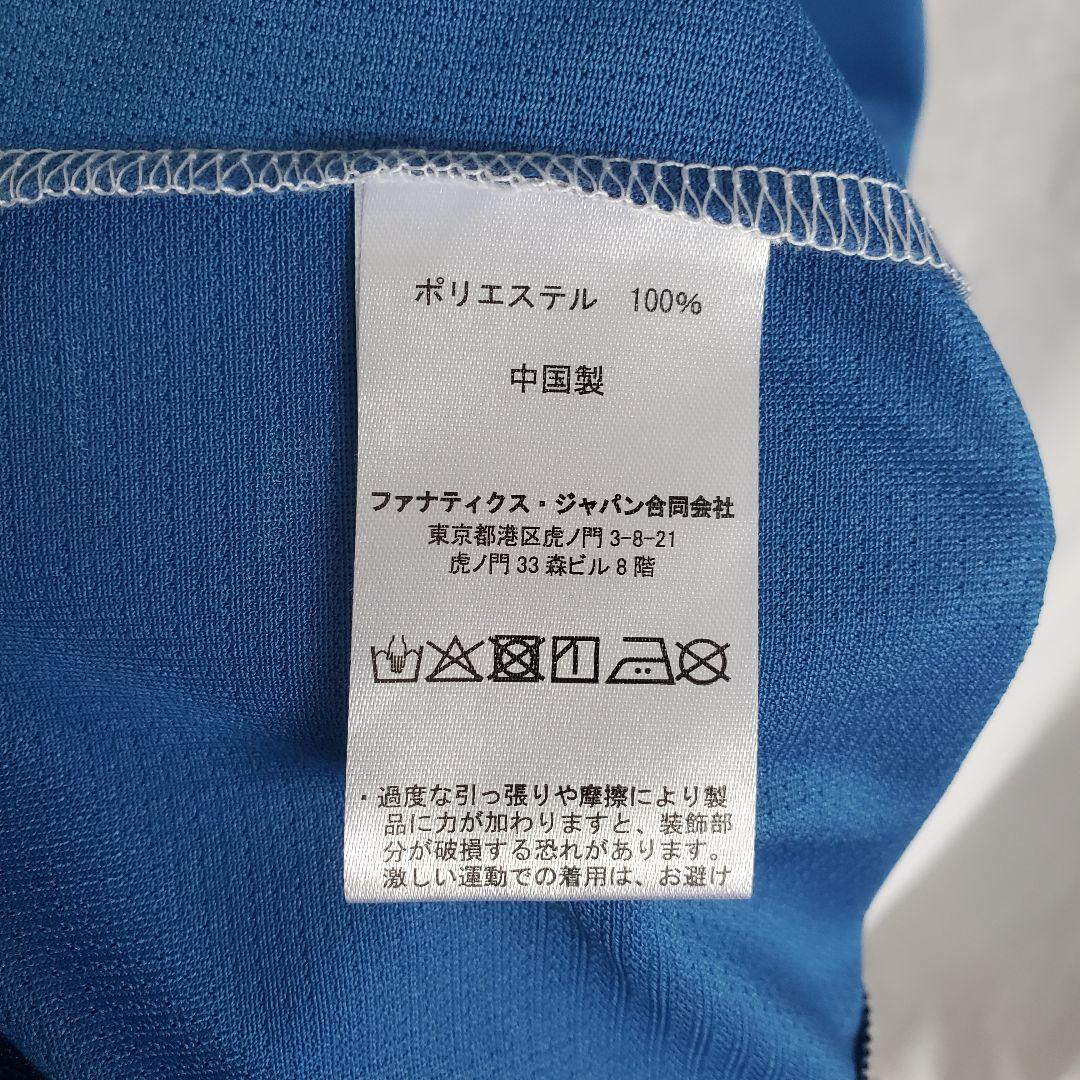 ポリエステル　100%
中国製
ファナティクス・ジャパン合同会社
東京都港区虎ノ門 3-8-21
虎ノ門 33 森ビル 8 階
・過度な引っ張りや摩擦により製
品に力が加わりますと、装飾部
分が破損する恐れがあります。
激しい運動での着用は、お避け